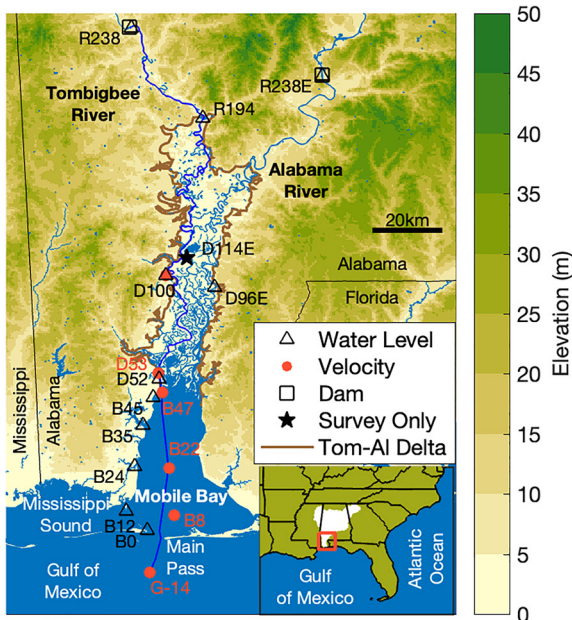 R238
R238E
Tombigbee
River
R194
Alabama
River
20km
D114E
Alabama
D100
D96E
Florida
Water Level
Velocity
Dam
Survey Only
Tom-Al Delta
D53
D52
B47
B45
B35
B22
B24
Mississippi
Alabama
Mobile Bay
Mississippi
Sound
B12
B8
B0
Main
Pass
Gulf of
Mexico
G-14
Gulf
of Mexico
Atlantic
Ocean
50
45
40
35
30
25
20
15
10
5
0
Elevation (m)